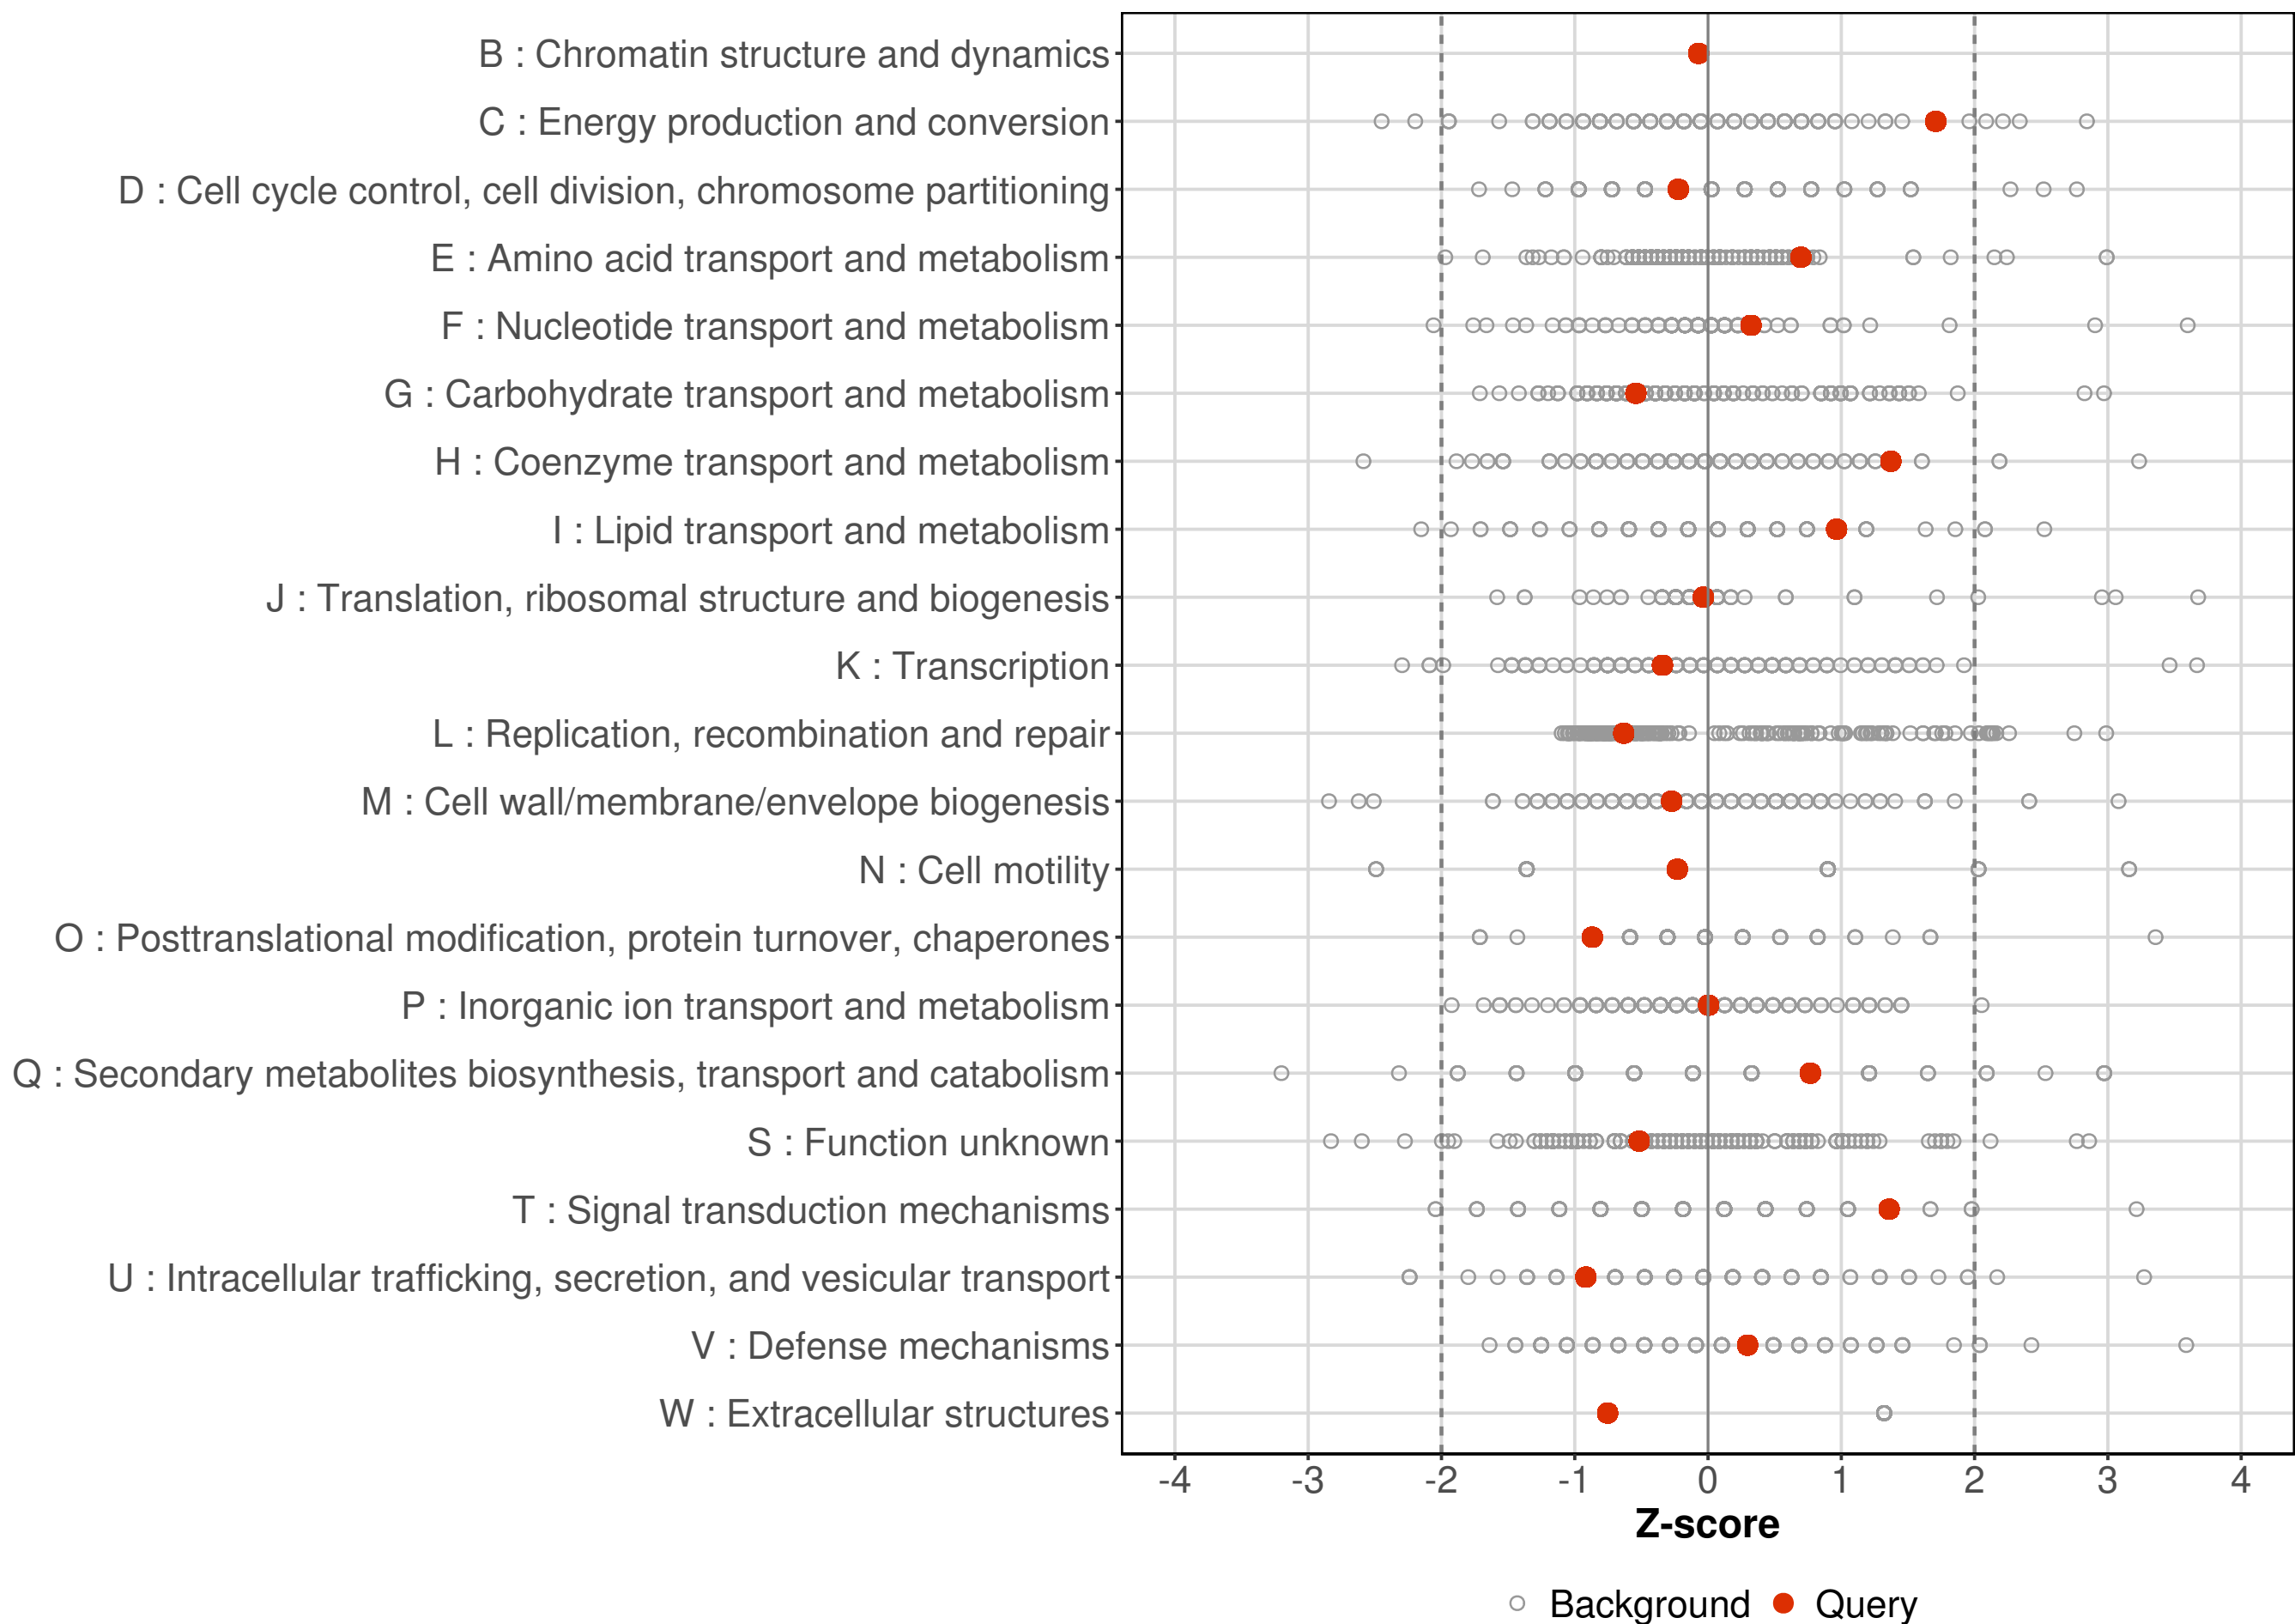 B : Chromatin structure and dynamics
C : Energy production and conversion
D : Cell cycle control, cell division, chromosome partitioning
E : Amino acid transport and metabolism
F : Nucleotide transport and metabolism
G : Carbohydrate transport and metabolism
H : Coenzyme transport and metabolism
I : Lipid transport and metabolism
J : Translation, ribosomal structure and biogenesis
K : Transcription
L : Replication, recombination and repair
M : Cell wall/membrane/envelope biogenesis
N : Cell motility
O : Posttranslational modification, protein turnover, chaperones
P : Inorganic ion transport and metabolism
Q : Secondary metabolites biosynthesis, transport and catabolism
S : Function unknown
T : Signal transduction mechanisms
U : Intracellular trafficking, secretion, and vesicular transport
V : Defense mechanisms
W : Extracellular structures
-4 -3 -2 -1 0 1 2 3 4
Z-score
Background Query